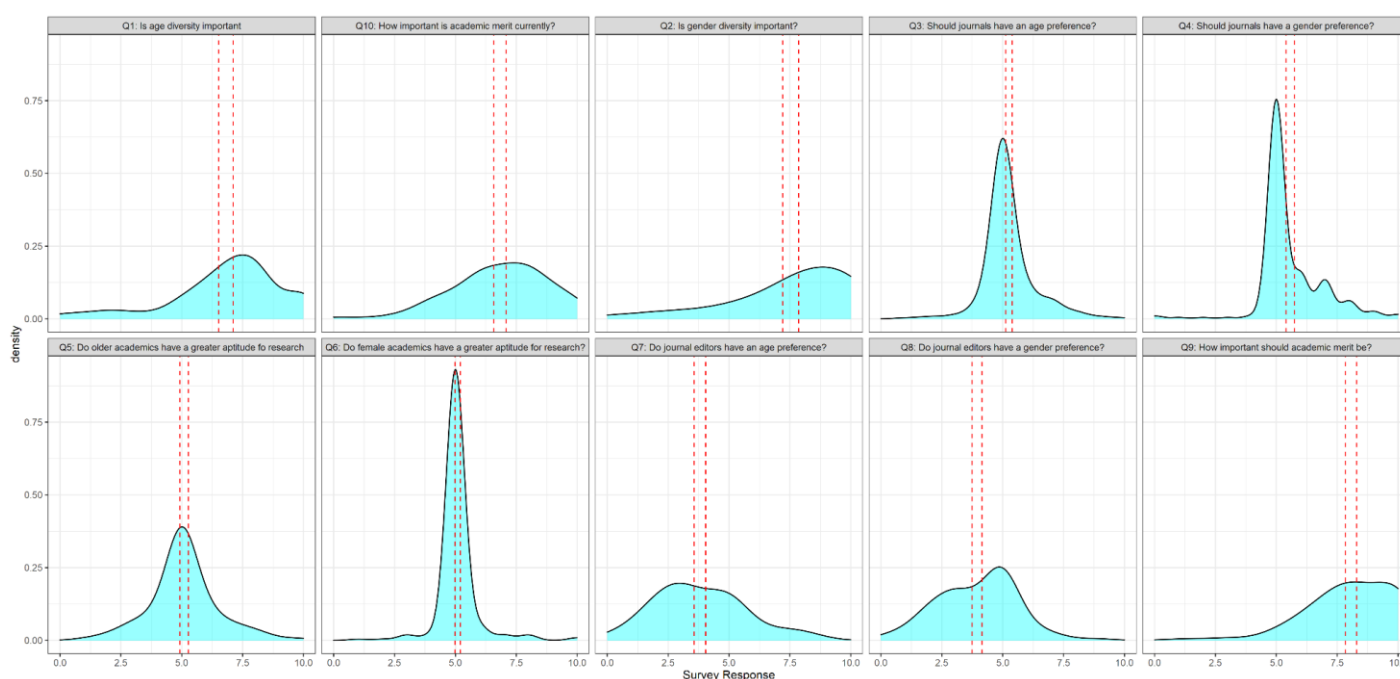 Q1: Is age diversity important
Q10: How important is academic merit currently?
Q2: Is gender diversity important?
Q3: Should journals have an age preference?
Q4: Should journals have a gender preference?
0.75
0.50
0.25
0.00
density
Q5: Do older academics have a greater aptitude fo research
Q6: Do female academics have a greater aptitude for research?
Q7: Do journal editors have an age preference?
Q8: Do journal editors have a gender preference?
Q9: How important should academic merit be?
0.75
0.50
0.25
0.00
0.0 2.5 5.0 7.5 10.0 0.0 2.5 5.0 7.5 10.0 0.0 2.5 5.0 7.5 10.0 0.0 2.5 5.0 7.5 10.0 0.0 2.5 5.0 7.5 10.0
Survey Response